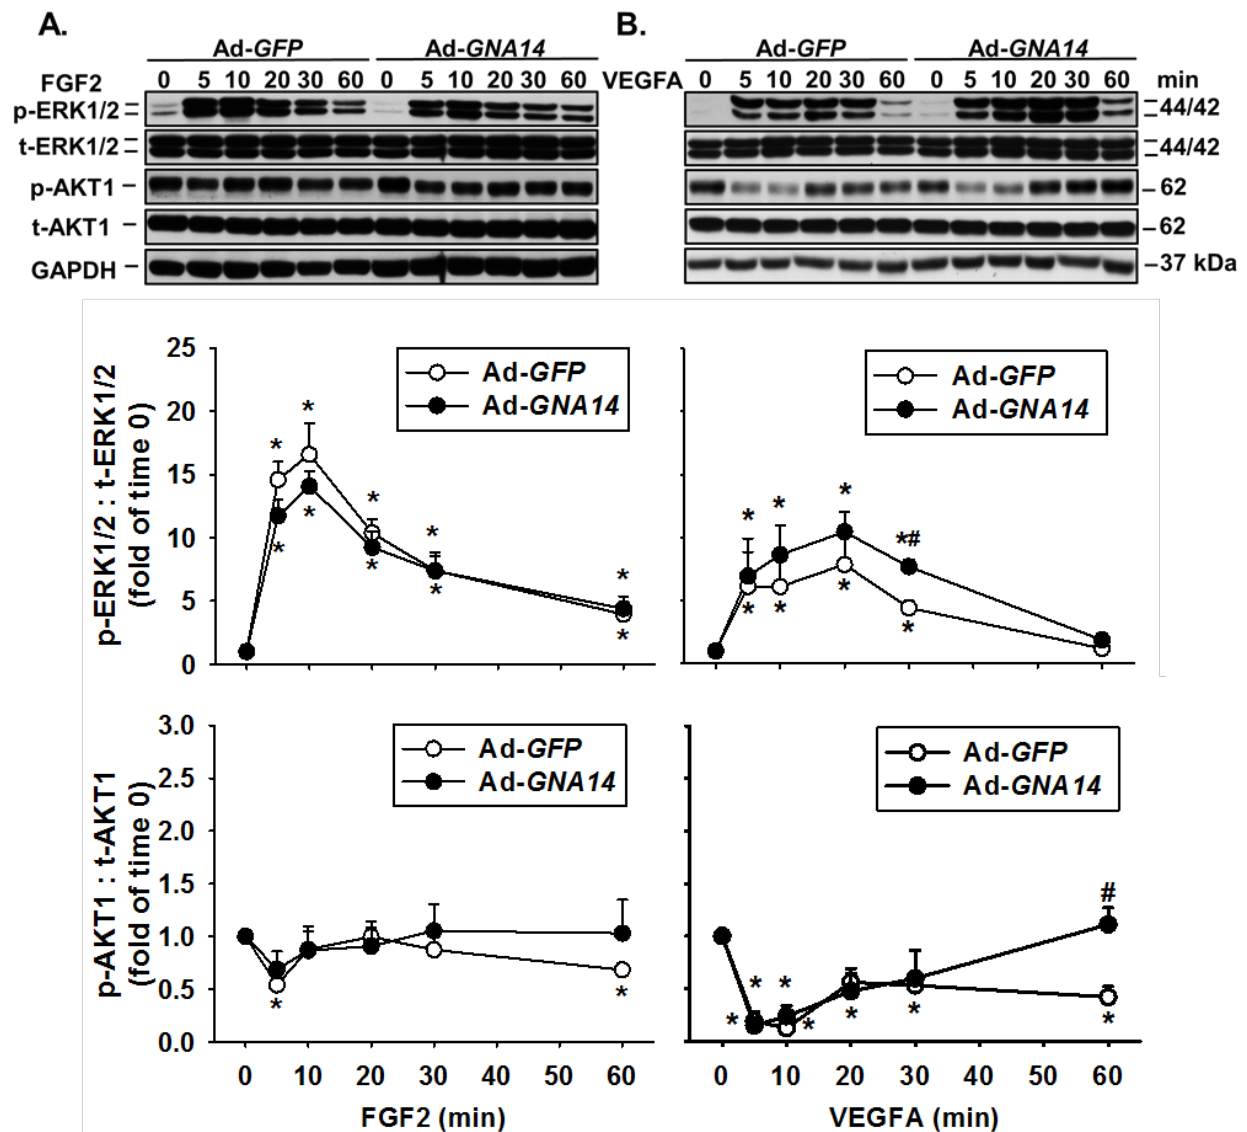 A.
B.
Ad-GFP Ad-GNA14
Ad-GFP Ad-GNA14
FGF2 0 5 10 20 30 60 0 5 10 20 30 60
VEGFA 0 5 10 20 30 60 0 5 10 20 30 60 min
p-ERK1/2 44/42
t-ERK1/2 44/42
p-AKT1 62
t-AKT1 62
GAPDH 37 kDa
p-ERK1/2 : t-ERK1/2
(fold of time 0)
25
20
15
10
5
0
Ad-GFP
Ad-GNA14
* * * *
* * * *
* *
Ad-GFP
Ad-GNA14
* * * *#
* * * *
p-AKT1 : t-AKT1
(fold of time 0)
3.0
2.5
2.0
1.5
1.0
0.5
0.0
Ad-GFP
Ad-GNA14
* *
0 10 20 30 40 50 60
FGF2 (min)
Ad-GFP
Ad-GNA14
#
* *
* * * * *
0 10 20 30 40 50 60
VEGFA (min)